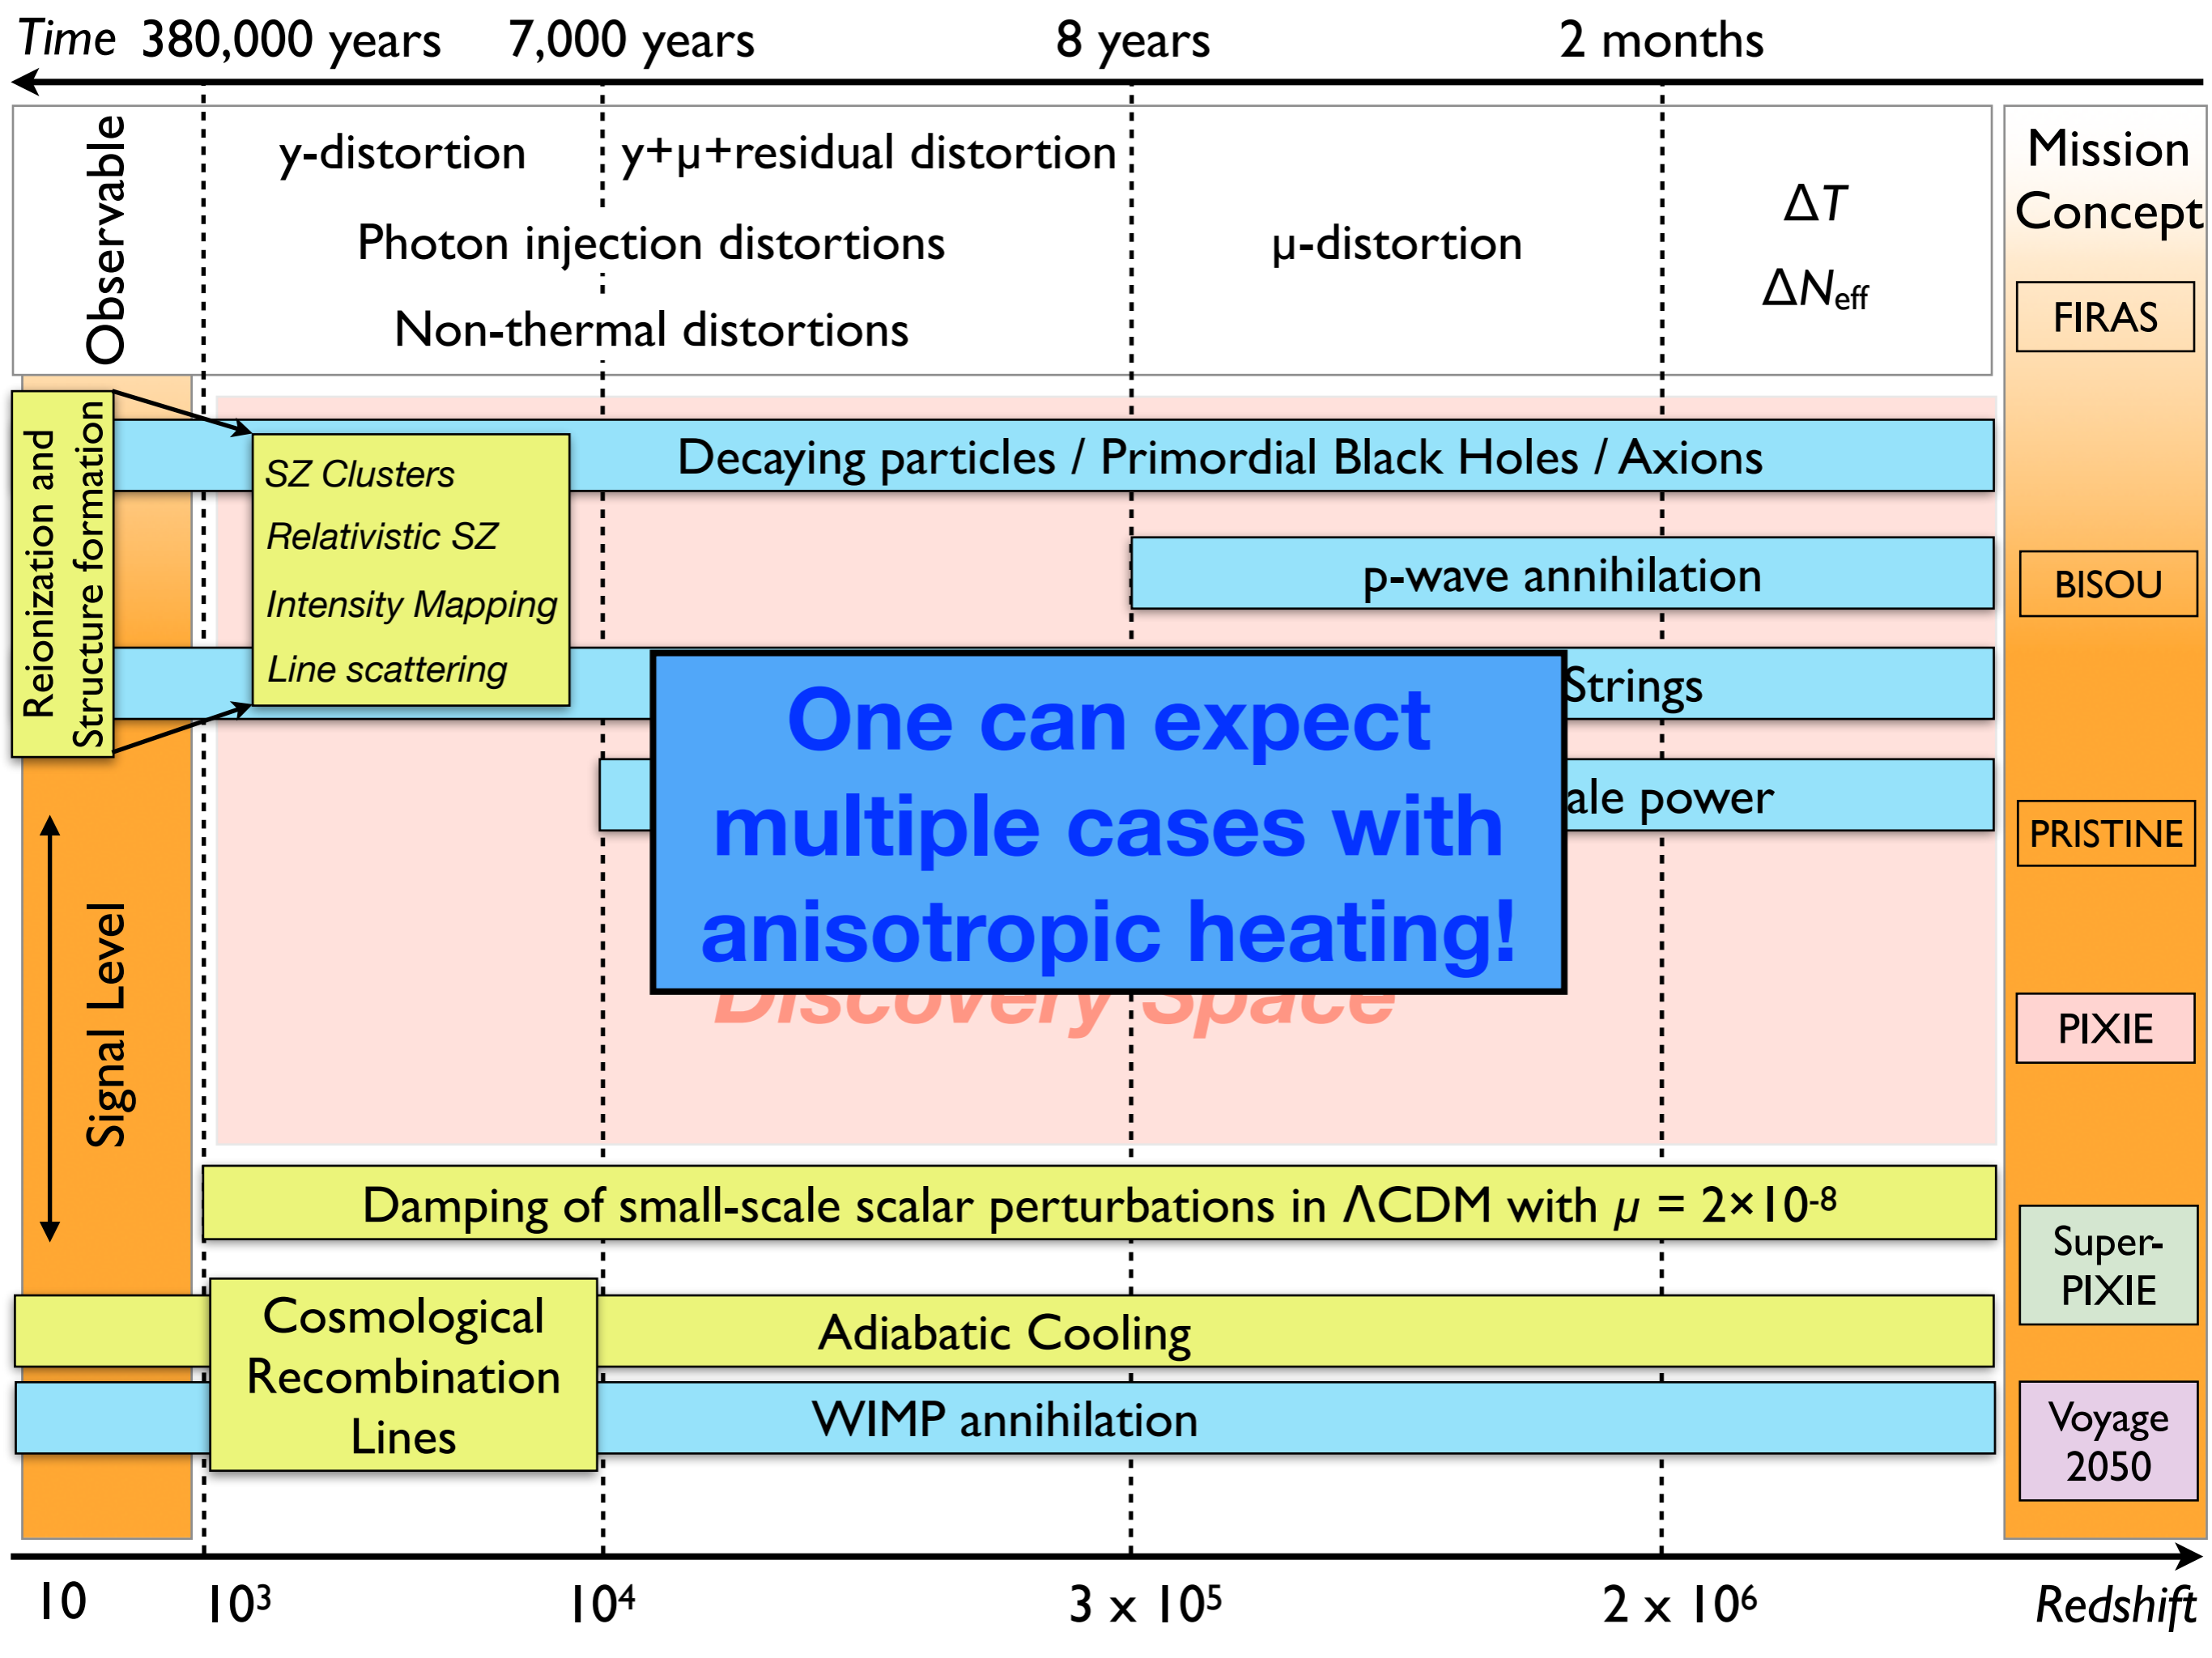 Time 380,000 years 7,000 years 8 years 2 months
Observable
y-distortion
y+μ+residual distortion
Photon injection distortions
Non-thermal distortions
μ-distortion
ΔT
ΔNeff
Mission
Concept
FIRAS
BISOU
PRISTINE
PIXIE
Super-
PIXIE
Voyage
2050
Reionization and
Structure formation
SZ Clusters
Relativistic SZ
Intensity Mapping
Line scattering
Decaying particles / Primordial Black Holes / Axions
p-wave annihilation
Strings
power
One can expect
multiple cases with
anisotropic heating!
Discovery Space
Signal Level
Damping of small-scale scalar perturbations in ΛCDM with μ = 2×10-8
Cosmological
Recombination
Lines
Adiabatic Cooling
WIMP annihilation
10 10³ 10⁴ 3 x 10⁵ 2 x 10⁶ Redshift